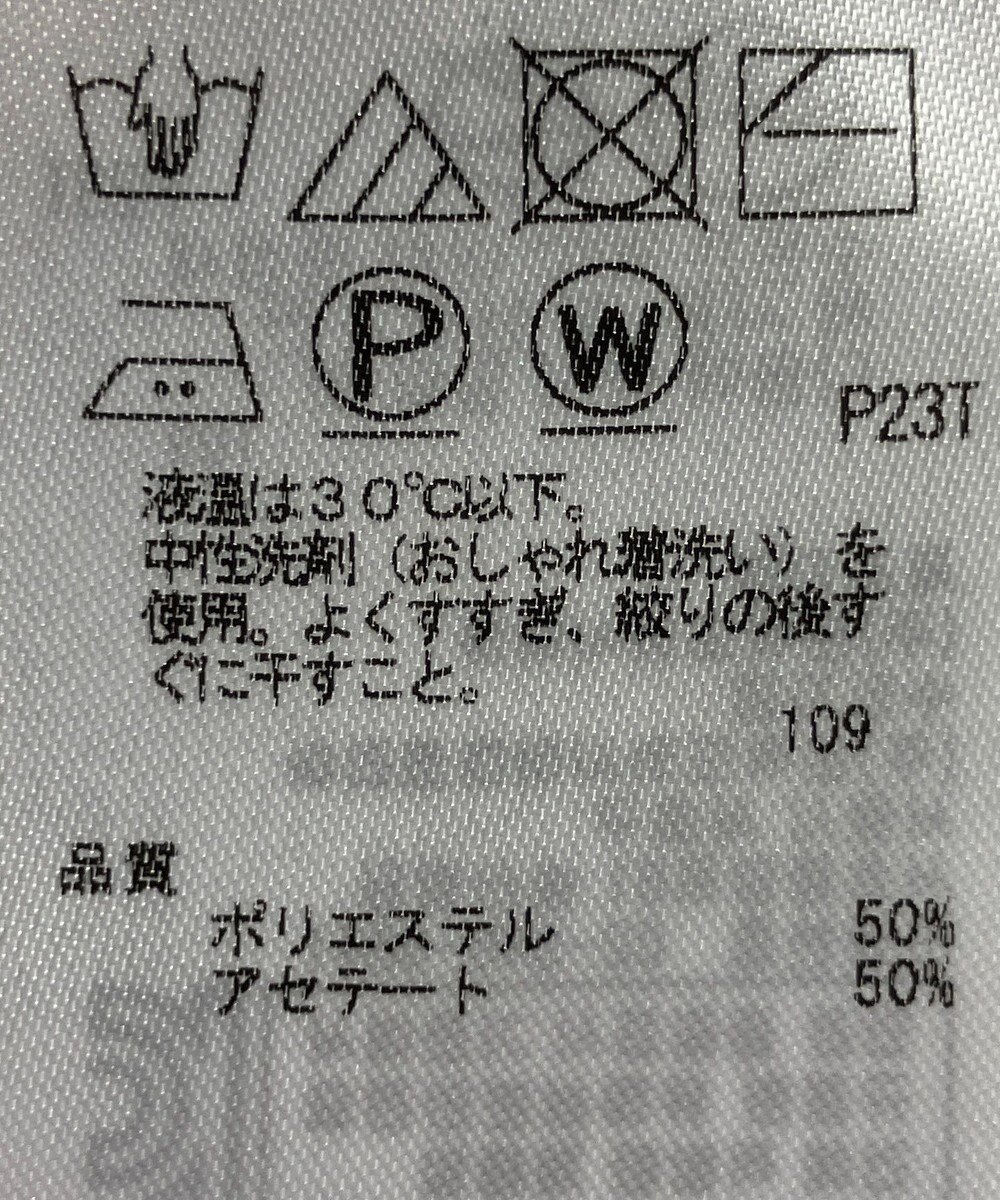 P
W
P23T
液温は30℃以下。
中性洗剤（おしゃれ着洗い）を
使用。よくすすぎ、絞りの後す
ぐに干すこと。
109
品質
ポリエステル 50%
アセテート 50%